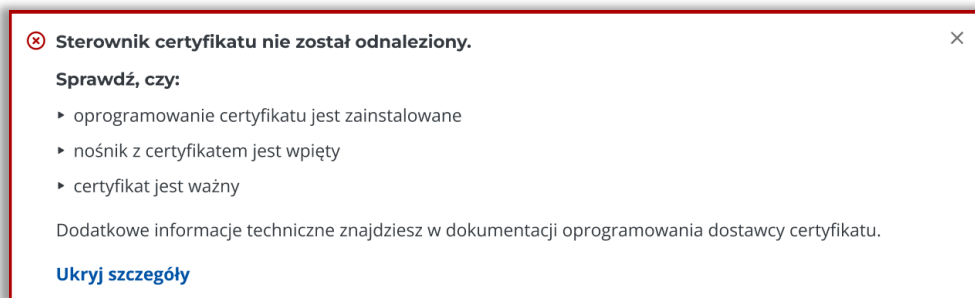 Sterownik certyfikatu nie został odnaleziony.
Sprawdź, czy:
oprogramowanie certyfikatu jest zainstalowane
nośnik z certyfikatem jest wpięty
certyfikat jest ważny
Dodatkowe informacje techniczne znajdziesz w dokumentacji oprogramowania dostawcy certyfikatu.
Ukryj szczegóły